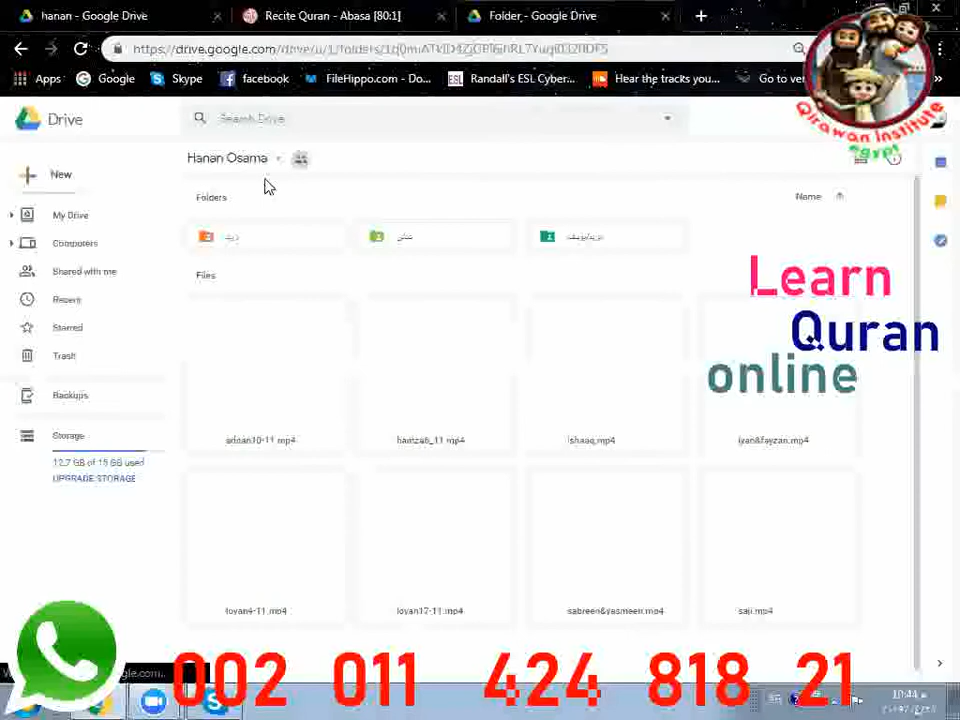 hanan - Google Drive
Recite Quran - Abasa [80:1]
Folder - Google Drive
Apps
Google
Skype
facebook
FileHippo.com - Do...
Randall's ESL Cyber...
Hear the tracks you...
Go to
Qirawan Institute
egypt
Drive
Search Drive
Hanan Osama
New
Folders
Name
My Drive
Computers
Files
Shared with me
Recent
Starred
Trash
Backups
Storage
12.7 GB of 15 GB used
UPGRADE STORAGE
Learn
Quran
online
adnan10-11.mp4
hamza6_11.mp4
ishaaq.mp4
iyan&fayzan.mp4
loyan4-11.mp4
loyan12-11.mp4
sabreen&yasmeen.mp4
saji.mp4
002 011 424 818 21
10:44